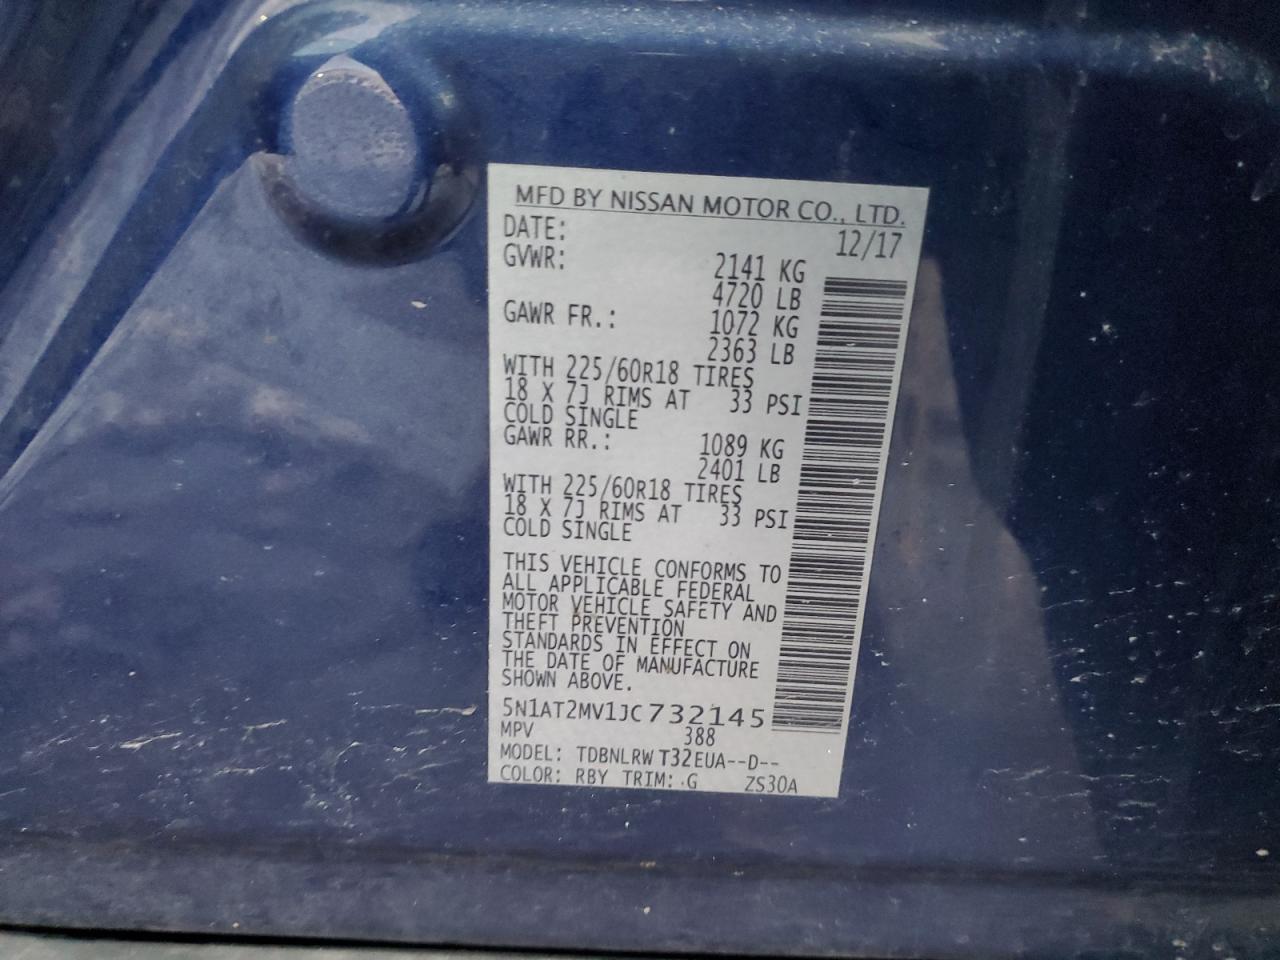 MFD BY NISSAN MOTOR CO., LTD.
DATE: 12/17
GVWR: 2141 KG
4720 LB
GAWR FR.: 1072 KG
2363 LB
WITH 225/60R18 TIRES
18 X 7J RIMS AT 33 PSI
COLD SINGLE
GAWR RR.: 1089 KG
2401 LB
WITH 225/60R18 TIRES
18 X 7J RIMS AT 33 PSI
COLD SINGLE
THIS VEHICLE CONFORMS TO
ALL APPLICABLE FEDERAL
MOTOR VEHICLE SAFETY AND
THEFT PREVENTION
STANDARDS IN EFFECT ON
THE DATE OF MANUFACTURE
SHOWN ABOVE.
5N1AT2MV1JC732145
MPV 388
MODEL: TDBNLRW T32EUA--D--
COLOR: RBY TRIM: G ZS30A